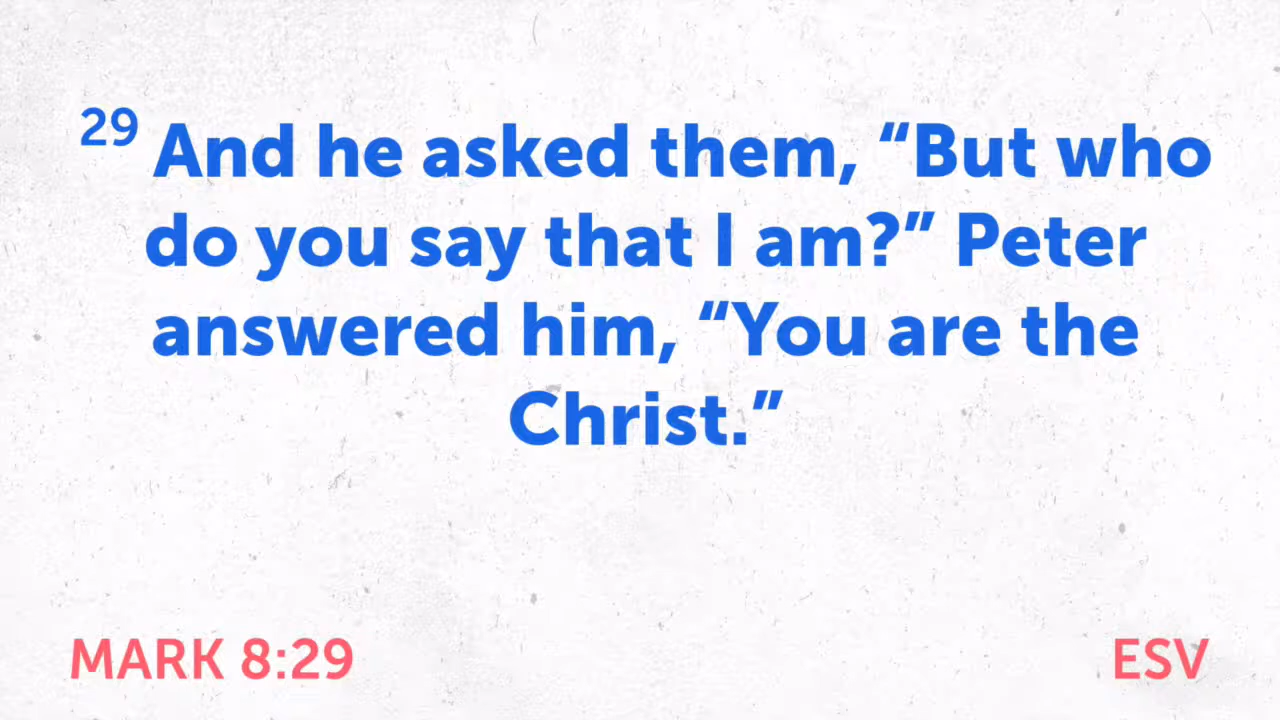 29 And he asked them, “But who
do you say that I am?” Peter
answered him, “You are the
Christ.”
MARK 8:29
ESV